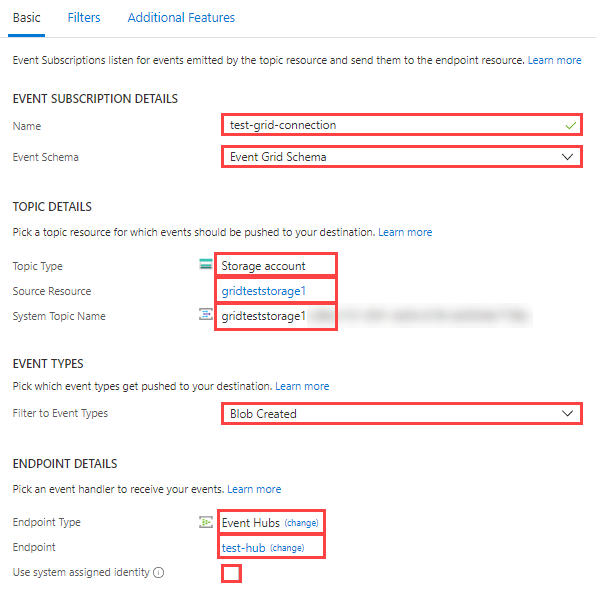 Basic Filters Additional Features
Event Subscriptions listen for events emitted by the topic resource and send them to the endpoint resource. Learn more
EVENT SUBSCRIPTION DETAILS
Name test-grid-connection
Event Schema Event Grid Schema
TOPIC DETAILS
Pick a topic resource for which events should be pushed to your destination. Learn more
Topic Type Storage account
Source Resource gridteststorage1
System Topic Name gridteststorage1
EVENT TYPES
Pick which event types get pushed to your destination. Learn more
Filter to Event Types Blob Created
ENDPOINT DETAILS
Pick an event handler to receive your events. Learn more
Endpoint Type Event Hubs (change)
Endpoint test-hub (change)
Use system assigned identity